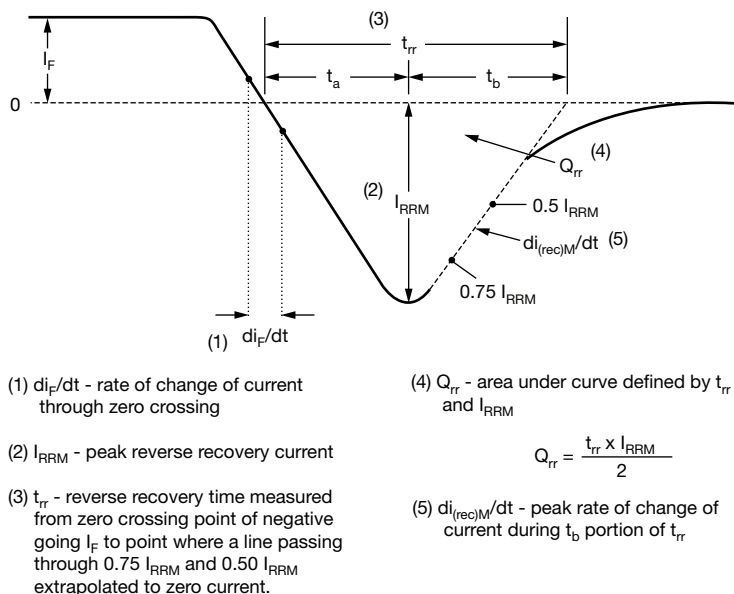 (3)
t_rr
I_F
t_a
t_b
0
(4)
Q_rr
(2) I_RRM
0.5 I_RRM
di_(rec)M/dt (5)
0.75 I_RRM
(1) di_F/dt
(1) di_F/dt - rate of change of current
through zero crossing
(2) I_RRM - peak reverse recovery current
(3) t_rr - reverse recovery time measured
from zero crossing point of negative
going I_F to point where a line passing
through 0.75 I_RRM and 0.50 I_RRM
extrapolated to zero current.
(4) Q_rr - area under curve defined by t_rr
and I_RRM
Q_rr = t_rr x I_RRM
2
(5) di_(rec)M/dt - peak rate of change of
current during t_b portion of t_rr